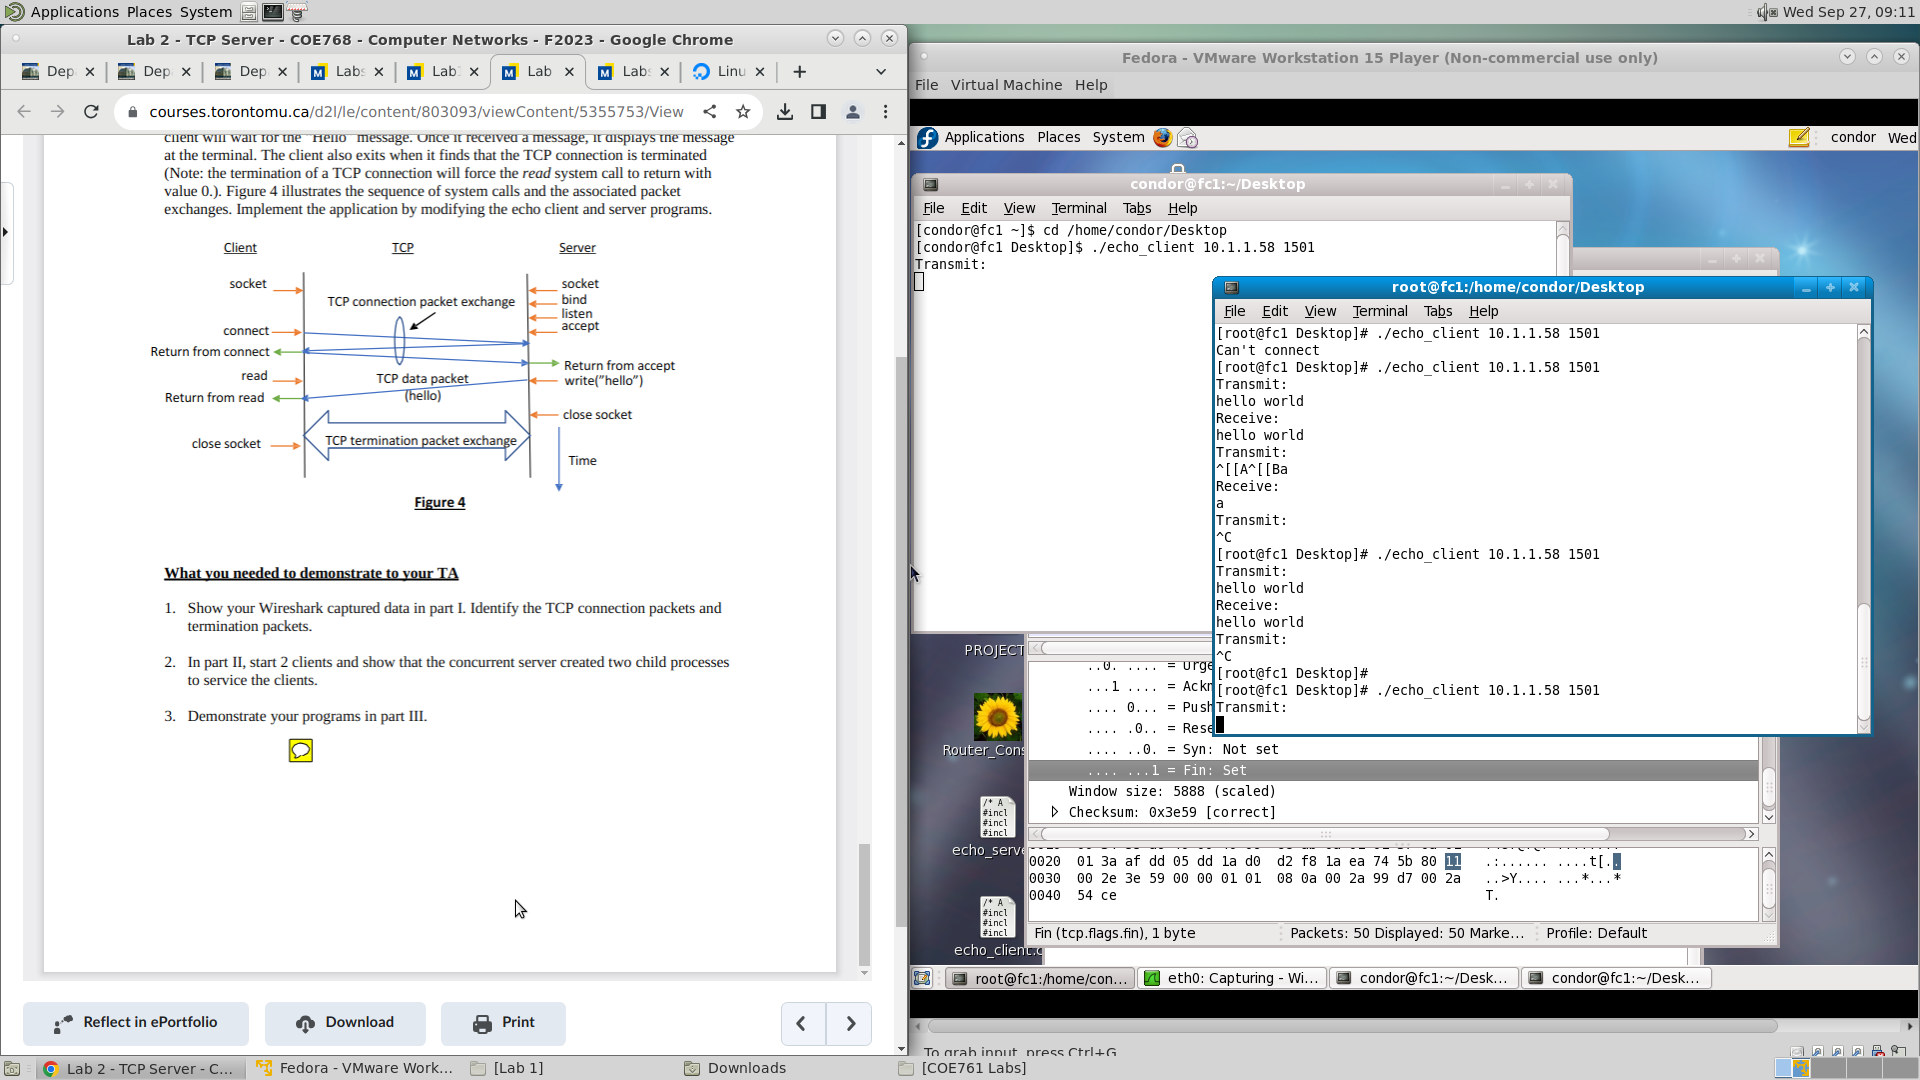 Applications Places System
Wed Sep 27, 09:11
Lab 2 - TCP Server - COE768 - Computer Networks - F2023 - Google Chrome
Dep
Dep
Dep
Labs
Lab
Lab
Labs
Linu
courses.torontomu.ca/d2l/le/content/803093/viewContent/5355753/View
client will wait for the "Hello" message. Once it received a message, it displays the message
at the terminal. The client also exits when it finds that the TCP connection is terminated
(Note: the termination of a TCP connection will force the read system call to return with
value 0.). Figure 4 illustrates the sequence of system calls and the associated packet
exchanges. Implement the application by modifying the echo client and server programs.
Client
TCP
Server
socket
socket
TCP connection packet exchange
bind
listen
connect
accept
Return from connect
Return from accept
read
TCP data packet
write("hello")
Return from read
(hello)
close socket
close socket
TCP termination packet exchange
Time
Figure 4
What you needed to demonstrate to your TA
1. Show your Wireshark captured data in part I. Identify the TCP connection packets and
termination packets.
2. In part II, start 2 clients and show that the concurrent server created two child processes
to service the clients.
3. Demonstrate your programs in part III.
Reflect in ePortfolio
Download
Print
Fedora - VMware Workstation 15 Player (Non-commercial use only)
File Virtual Machine Help
Applications Places System
condor Wed
condor@fc1:~/Desktop
File Edit View Terminal Tabs Help
[condor@fc1 ~]$ cd /home/condor/Desktop
[condor@fc1 Desktop]$ ./echo_client 10.1.1.58 1501
Transmit:
root@fc1:/home/condor/Desktop
File Edit View Terminal Tabs Help
[root@fc1 Desktop]# ./echo_client 10.1.1.58 1501
Can't connect
[root@fc1 Desktop]# ./echo_client 10.1.1.58 1501
Transmit:
hello world
Receive:
hello world
Transmit:
^[[A^[[Ba
Receive:
a
Transmit:
^C
[root@fc1 Desktop]# ./echo_client 10.1.1.58 1501
Transmit:
hello world
Receive:
hello world
Transmit:
^C
[root@fc1 Desktop]#
[root@fc1 Desktop]# ./echo_client 10.1.1.58 1501
Transmit:
PROJECT
Router_Cons
/* A
#incl
#incl
#incl
echo_serve
/* A
#incl
#incl
#incl
echo_client.c
..0. .... = Urge
...1 .... = Ackn
.... 0... = Push
.... .0.. = Rese
.... ..0. = Syn: Not set
.... ...1 = Fin: Set
Window size: 5888 (scaled)
Checksum: 0x3e59 [correct]
0020 01 3a af dd 05 dd 1a d0 d2 f8 1a ea 74 5b 80 11 .:...... ....t[..
0030 00 2e 3e 59 00 00 01 01 08 0a 00 2a 99 d7 00 2a ..>Y.... ...*...*
0040 54 ce T.
Fin (tcp.flags.fin), 1 byte
Packets: 50 Displayed: 50 Marke...
Profile: Default
root@fc1:/home/con...
eth0: Capturing - Wi...
condor@fc1:~/Desk...
condor@fc1:~/Desk...
To grab input, press Ctrl+G
Lab 2 - TCP Server - C...
Fedora - VMware Work...
[Lab 1]
Downloads
[COE761 Labs]